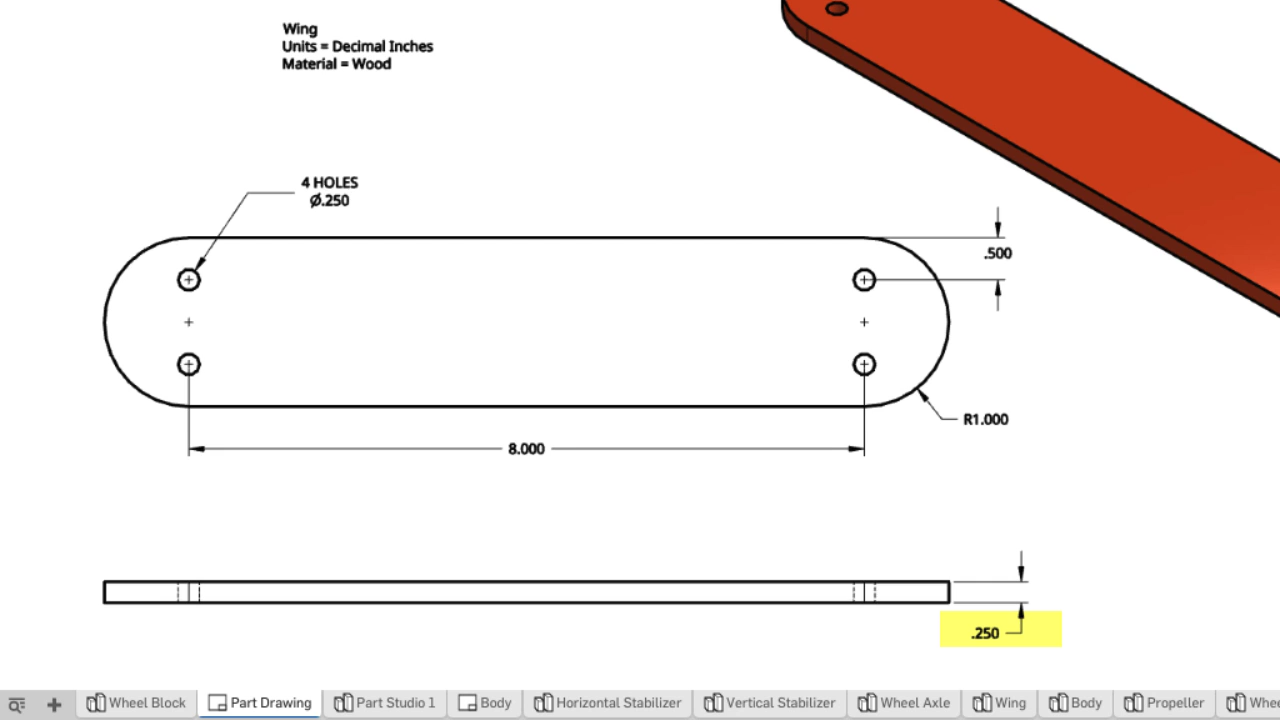 Wing
Units = Decimal Inches
Material = Wood
4 HOLES
Ø.250
.500
R1.000
8.000
.250
Wheel Block
Part Drawing
Part Studio 1
Body
Horizontal Stabilizer
Vertical Stabilizer
Wheel Axle
Wing
Body
Propeller